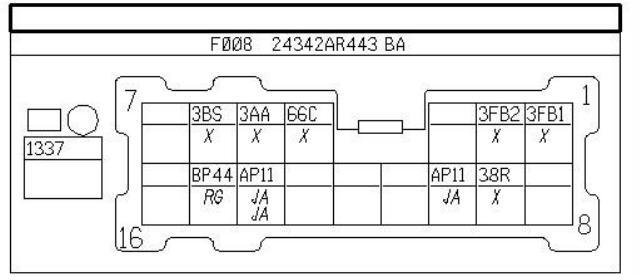 FØØ8 24342AR443 BA
7 3BS 3AA 66C 3FB2 3FB1 1
X X X X X
1337
BP44 AP11 AP11 38R
RG JA JA X
JA
16 8